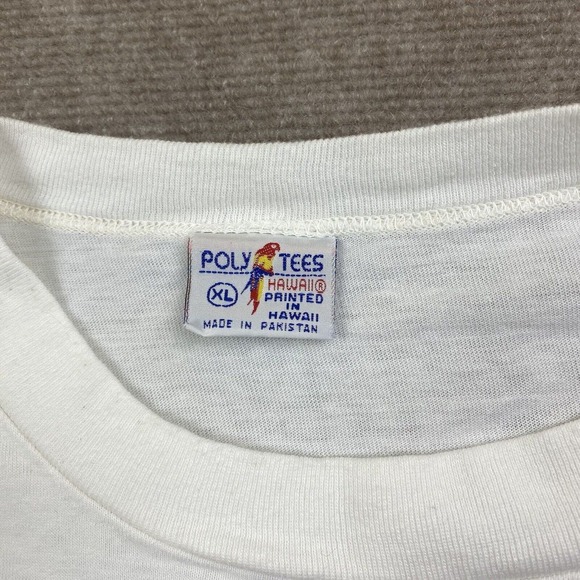 POLY TEES
HAWAII®
XL PRINTED
IN
HAWAII
MADE IN PAKISTAN